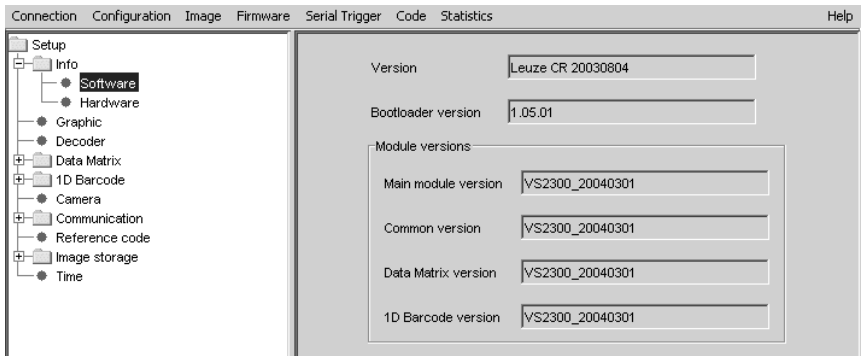 Connection Configuration Image Firmware Serial Trigger Code Statistics Help
Setup
Info
Software
Hardware
Graphic
Decoder
Data Matrix
1D Barcode
Camera
Communication
Reference code
Image storage
Time
Version Leuze CR 20030804
Bootloader version 1.05.01
Module versions
Main module version VS2300_20040301
Common version VS2300_20040301
Data Matrix version VS2300_20040301
1D Barcode version VS2300_20040301